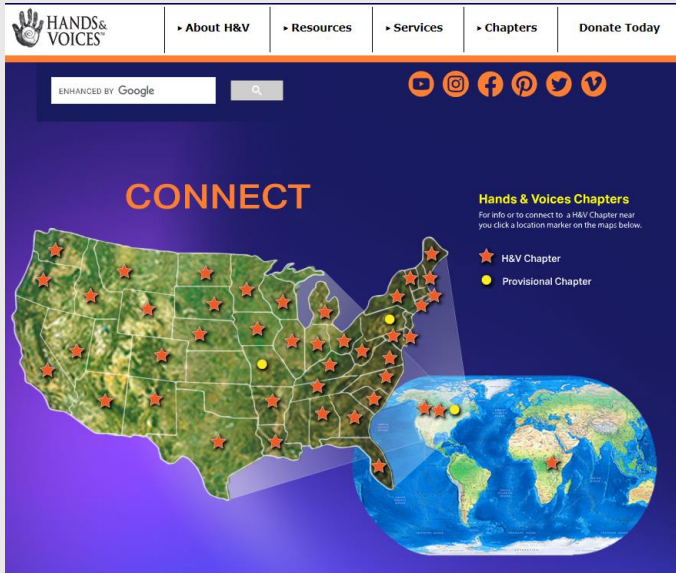 HANDS &
VOICES™
▸ About H&V
▸ Resources
▸ Services
▸ Chapters
Donate Today
ENHANCED BY Google
CONNECT
Hands & Voices Chapters
For info or to connect to a H&V Chapter near
you click a location marker on the maps below.
H&V Chapter
Provisional Chapter